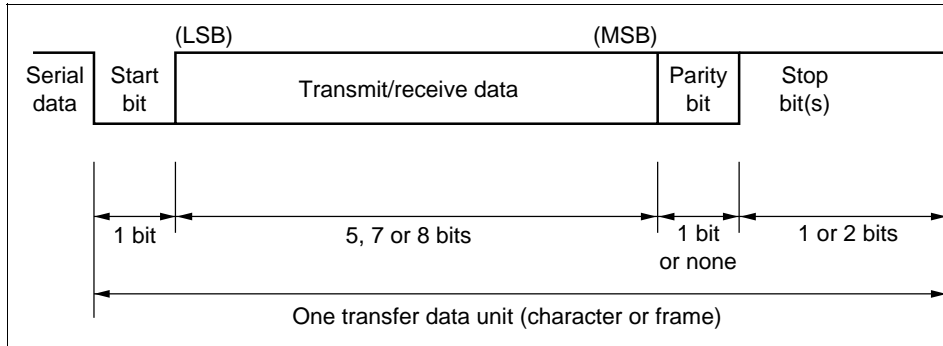 (LSB)
(MSB)
Serial
data
Start
bit
Transmit/receive data
Parity
bit
Stop
bit(s)
1 bit
5, 7 or 8 bits
1 bit
or none
1 or 2 bits
One transfer data unit (character or frame)